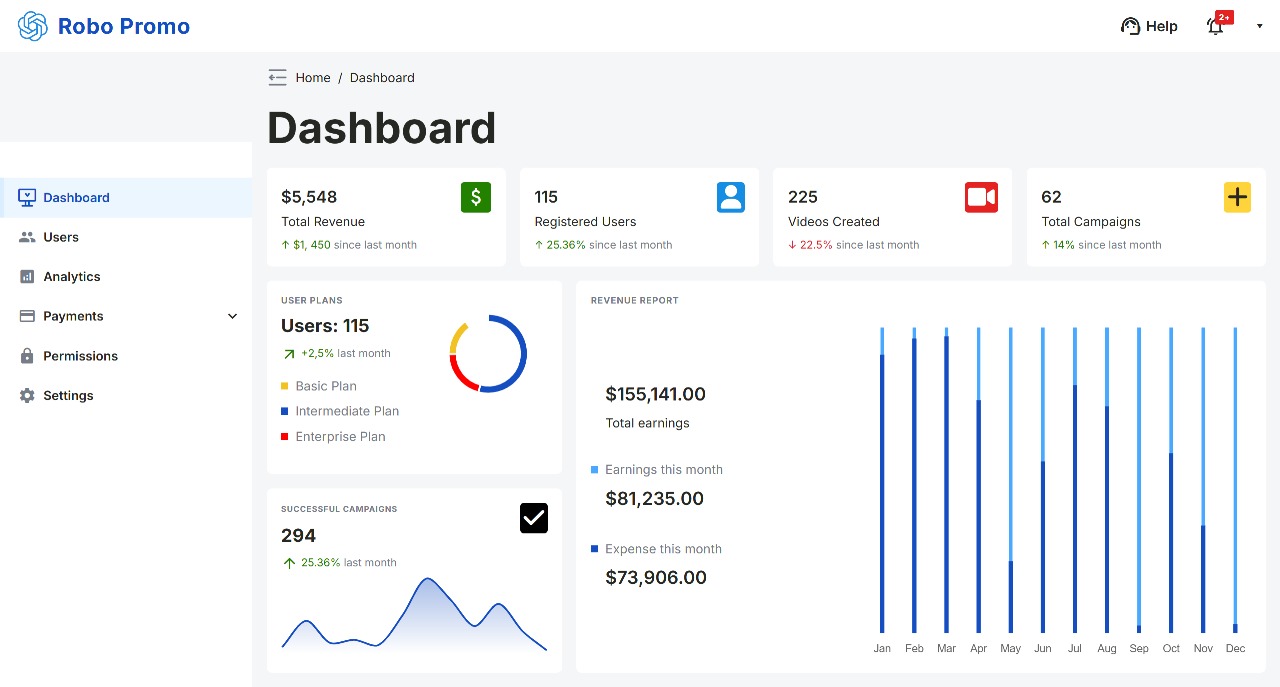 Robo Promo
Help
2+
Home / Dashboard
Dashboard
Dashboard
Users
Analytics
Payments
Permissions
Settings
$5,548
Total Revenue
$1, 450 since last month
$
115
Registered Users
25.36% since last month
225
Videos Created
22.5% since last month
62
Total Campaigns
14% since last month
USER PLANS
Users: 115
+2,5% last month
Basic Plan
Intermediate Plan
Enterprise Plan
SUCCESSFUL CAMPAIGNS
294
25.36% last month
REVENUE REPORT
$155,141.00
Total earnings
Earnings this month
$81,235.00
Expense this month
$73,906.00
Jan Feb Mar Apr May Jun Jul Aug Sep Oct Nov Dec